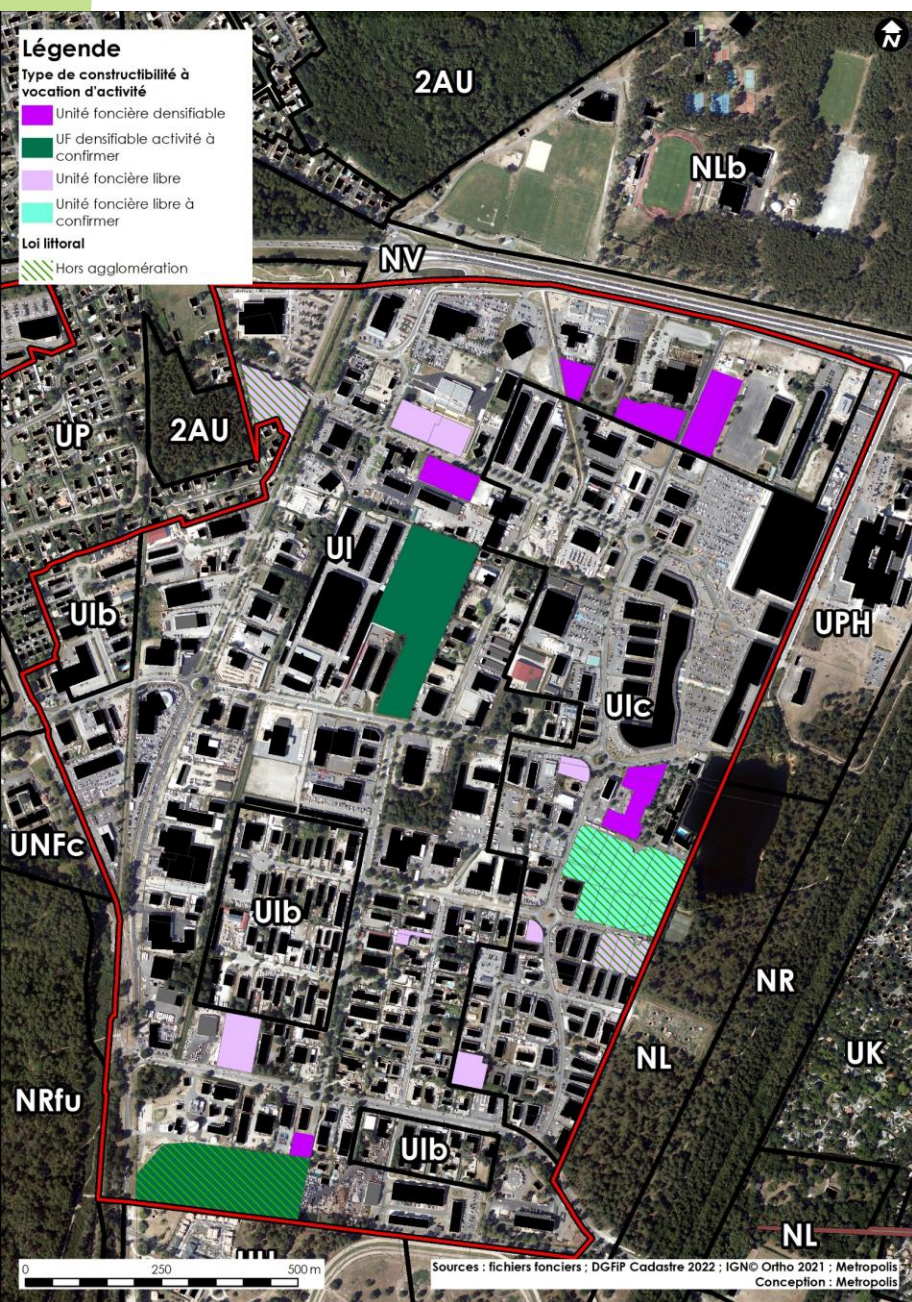 Légende
Type de constructibilité à
vocation d'activité
Unité foncière densifiable
UF densifiable activité à
confirmer
Unité foncière libre
Unité foncière libre à
confirmer
Loi littoral
Hors agglomération
N
2AU
NLb
NV
UP
2AU
UI
UIb
UPH
UIc
UNFc
UIb
NR
NL
UK
NRfu
UIb
NL
0 250 500 m
Sources : fichiers fonciers ; DGFiP Cadastre 2022 ; IGN© Ortho 2021 ; Metropolis
Conception : Metropolis